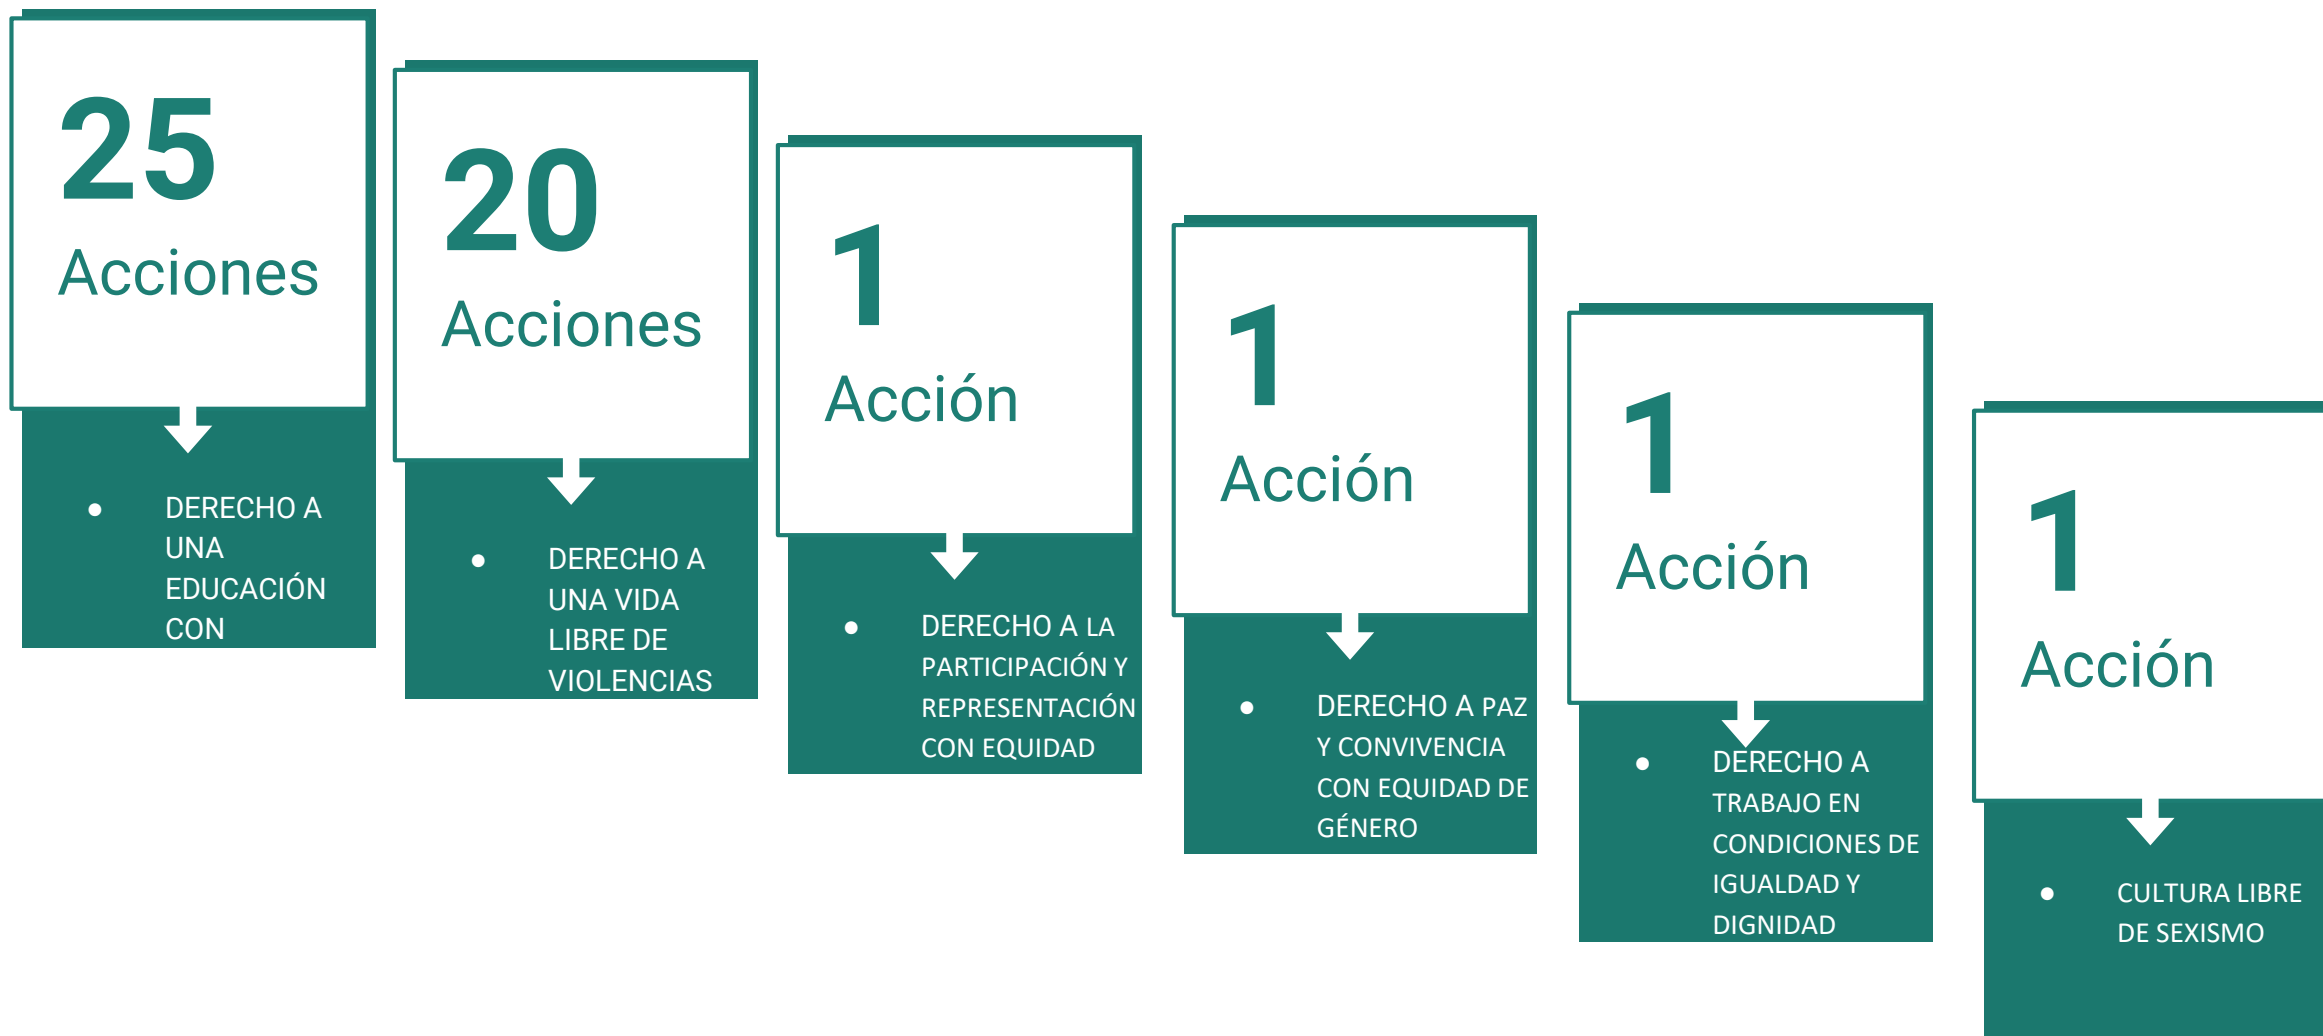 25
Acciones
DERECHO A
UNA
EDUCACIÓN
CON
20
Acciones
DERECHO A
UNA VIDA
LIBRE DE
VIOLENCIAS
1
Acción
DERECHO A LA
PARTICIPACIÓN Y
REPRESENTACIÓN
CON EQUIDAD
1
Acción
DERECHO A PAZ
Y CONVIVENCIA
CON EQUIDAD DE
GÉNERO
1
Acción
DERECHO A
TRABAJO EN
CONDICIONES DE
IGUALDAD Y
DIGNIDAD
1
Acción
CULTURA LIBRE
DE SEXISMO